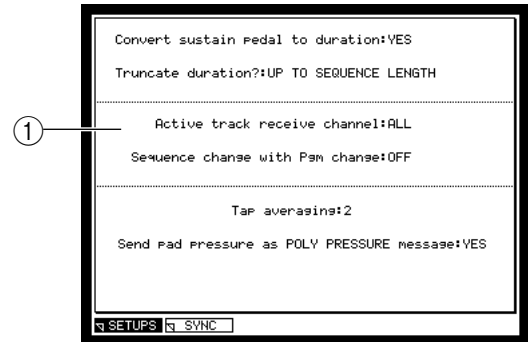 Convert sustain pedal to duration:YES
Truncate duration?:UP TO SEQUENCE LENGTH
1
Active track receive channel:ALL
Sequence change with Pgm change:OFF
Tap averaging:2
Send pad pressure as POLY PRESSURE message:YES
SETUPS SYNC